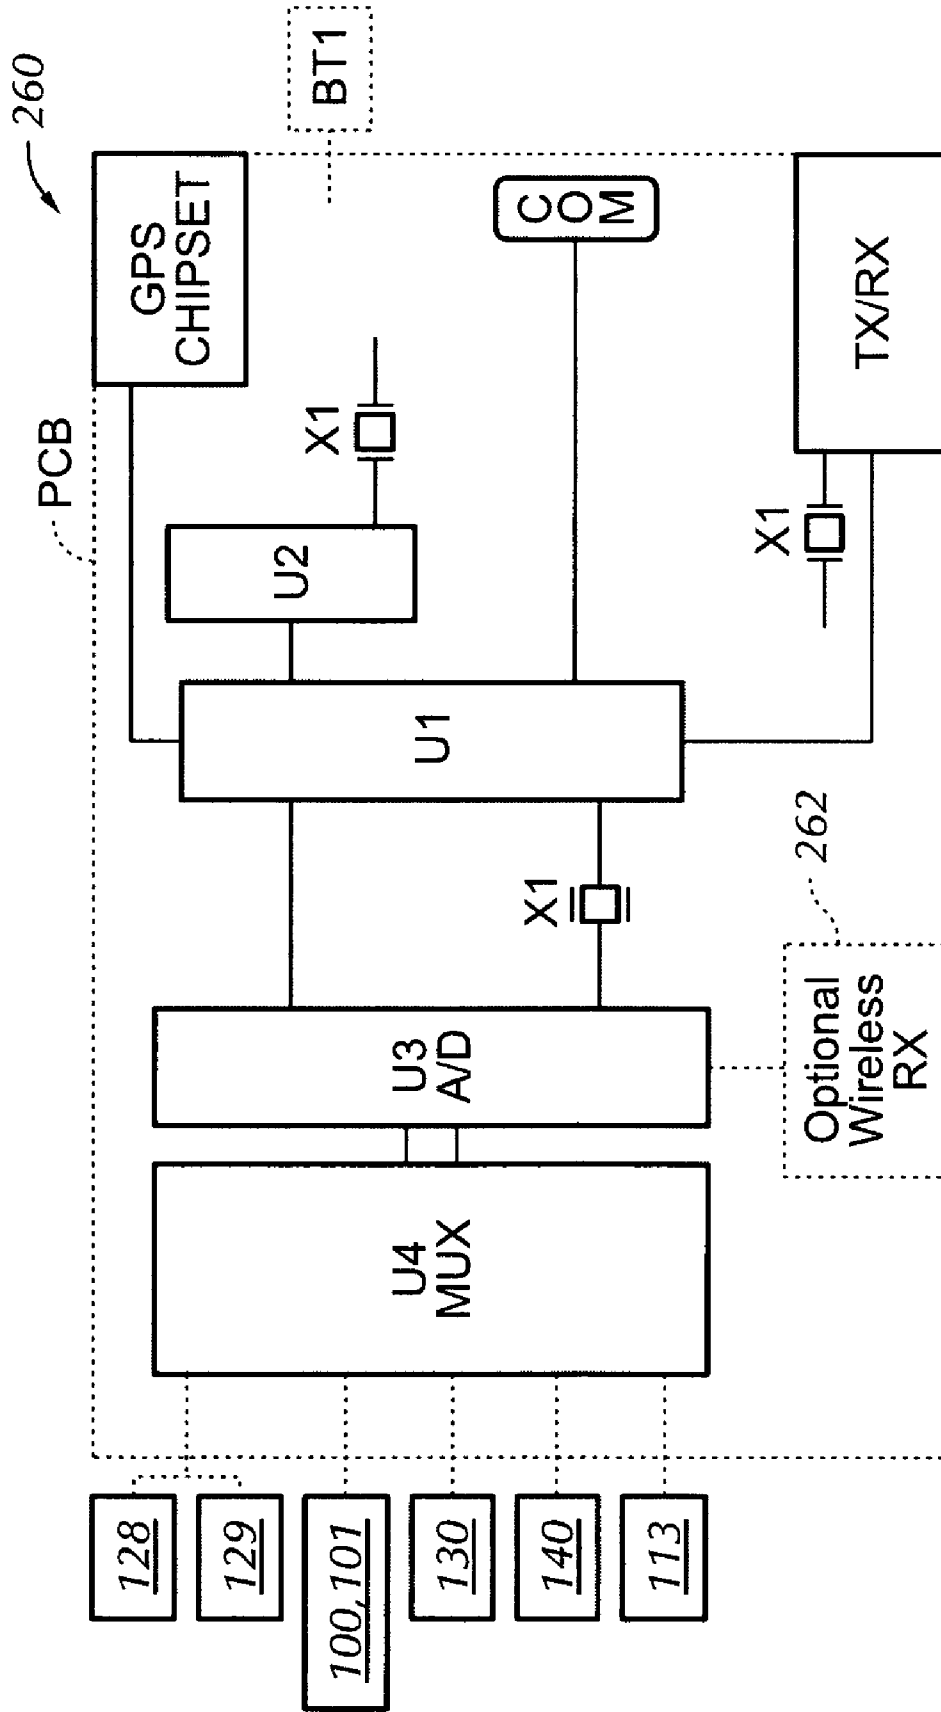 260
PCB
GPS
CHIPSET
BT1
128
129
100,101
130
140
113
U4
MUX
U3
A/D
U1
U2
X1
X1
X1
COM
TX/RX
262
Optional
Wireless
RX